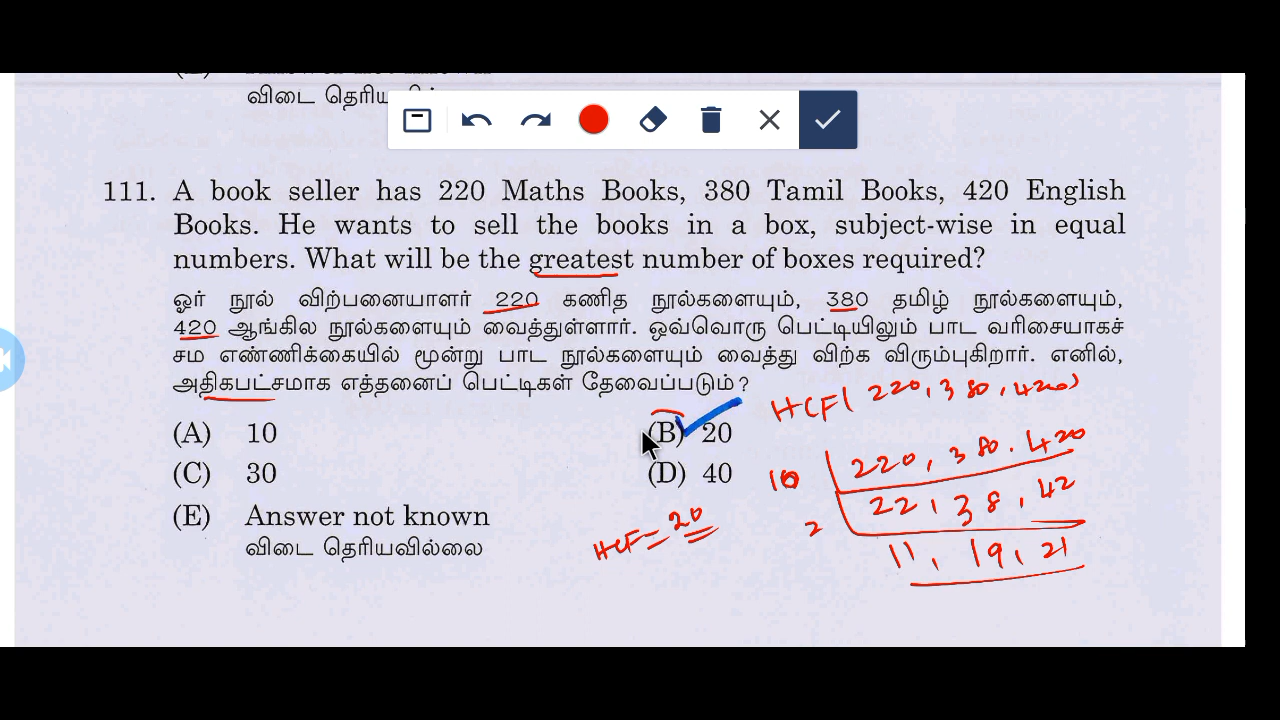 விடை தெரிய
111. A book seller has 220 Maths Books, 380 Tamil Books, 420 English
Books. He wants to sell the books in a box, subject-wise in equal
numbers. What will be the greatest number of boxes required?
ஓர் நூல் விற்பனையாளர் 220 கணித நூல்களையும், 380 தமிழ் நூல்களையும்,
420 ஆங்கில நூல்களையும் வைத்துள்ளார். ஒவ்வொரு பெட்டியிலும் பாட வரிசையாகச்
சம எண்ணிக்கையில் மூன்று பாட நூல்களையும் வைத்து விற்க விரும்புகிறார். எனில்,
அதிகபட்சமாக எத்தனைப் பெட்டிகள் தேவைப்படும்?
HCF( 220, 380, 420)
(A) 10
(B) 20
(C) 30
(D) 40
10 220, 380. 420
2 22, 38, 42
11, 19, 21
HCF = 20
(E) Answer not known
விடை தெரியவில்லை